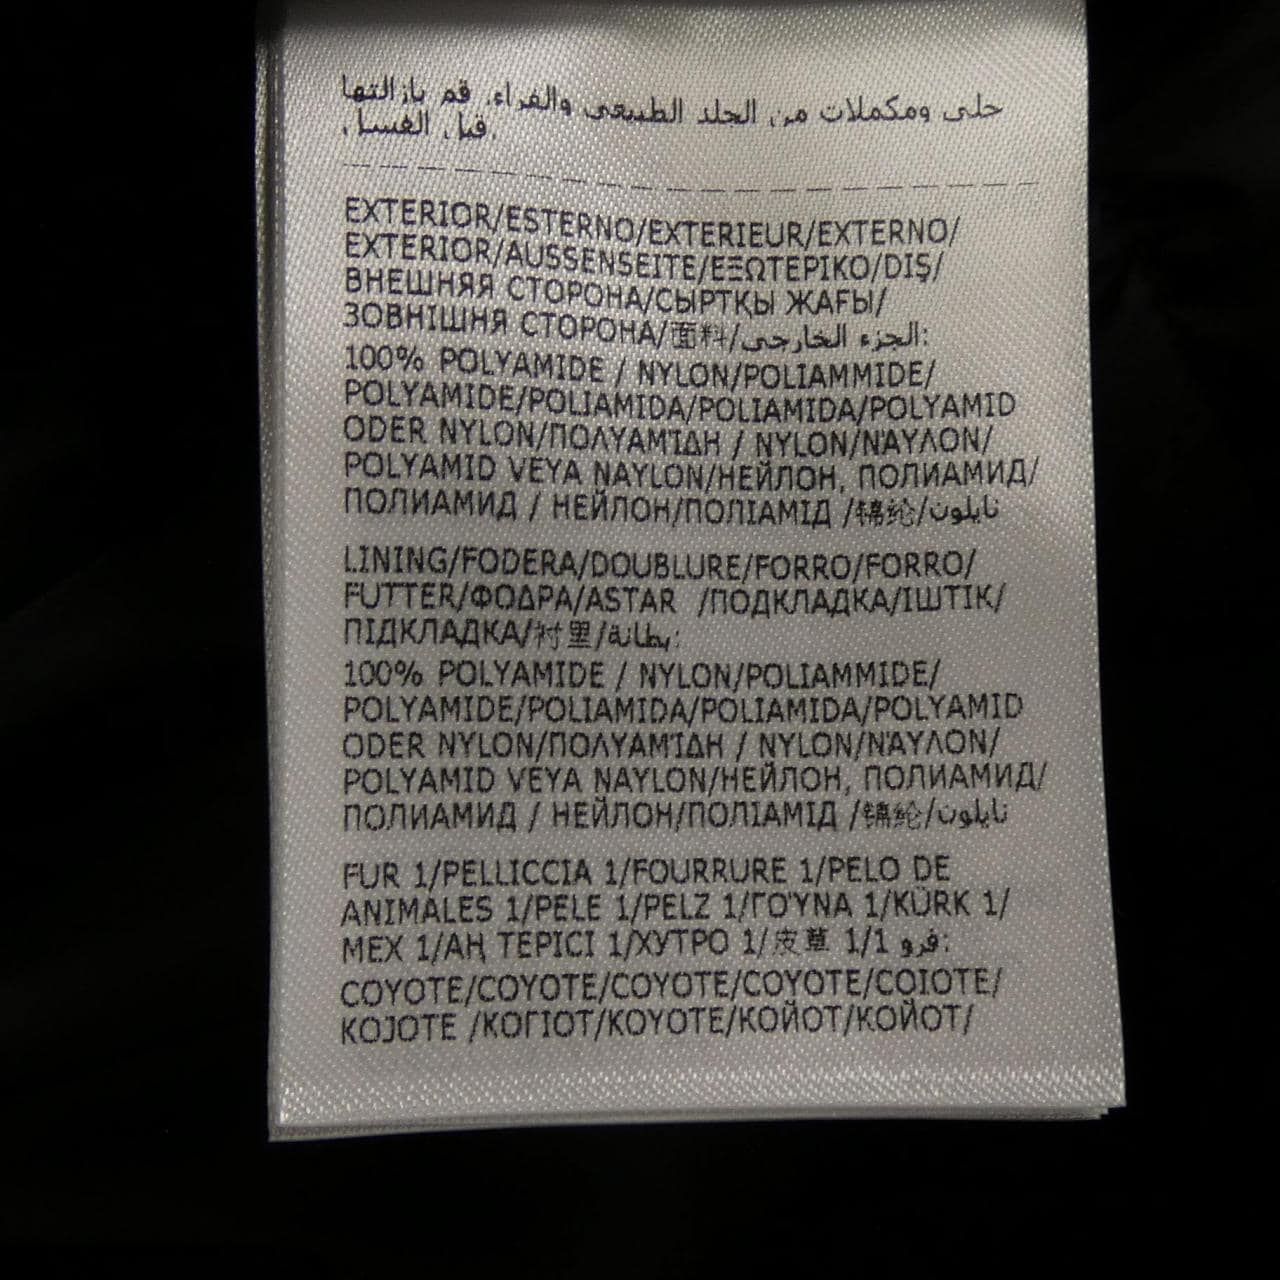 حلى ومكملات من الجلد الطبيعي والفراء. قم بإزالتها
قبل الغسل.
EXTERIOR/ESTERNO/EXTERIEUR/EXTERNO/
EXTERIOR/AUSSENSEITE/ΕΞΩΤΕΡΙΚΟ/DIŞ/
ВНЕШНЯЯ СТОРОНА/СЫРТҚЫ ЖАҒЫ/
ЗОВНІШНЯ СТОРОНА/面料/الجزء الخارجي:
100% POLYAMIDE / NYLON/POLIAMMIDE/
POLYAMIDE/POLIAMIDA/POLIAMIDA/POLYAMID
ODER NYLON/ΠΟΛΥΑΜΊΔΗ / NYLON/ΝΆΥΛΟΝ/
POLYAMID VEYA NAYLON/НЕЙЛОН, ПОЛИАМИД/
ПОЛИАМИД / НЕЙЛОН/ПОЛІАМІД /锦纶/نايلون
LINING/FODERA/DOUBLURE/FORRO/FORRO/
FUTTER/ΦΟΔΡΑ/ASTAR /ПОДКЛАДКА/ІШТІК/
ПІДКЛАДКА/衬里/بطانة:
100% POLYAMIDE / NYLON/POLIAMMIDE/
POLYAMIDE/POLIAMIDA/POLIAMIDA/POLYAMID
ODER NYLON/ΠΟΛΥΑΜΊΔΗ / NYLON/ΝΆΥΛΟΝ/
POLYAMID VEYA NAYLON/НЕЙЛОН, ПОЛИАМИД/
ПОЛИАМИД / НЕЙЛОН/ПОЛІАМІД /锦纶/نايلون
FUR 1/PELLICCIA 1/FOURRURE 1/PELO DE
ANIMALES 1/PELE 1/PELZ 1/ΓΟΎΝΑ 1/KÜRK 1/
МЕХ 1/АҢ ТЕРІСІ 1/ХУТРО 1/皮草 1/فرو 1:
COYOTE/COYOTE/COYOTE/COYOTE/COIOTE/
KOJOTE /ΚΟΓΙΟΤ/KOYOTE/КОЙОТ/КОЙОТ/